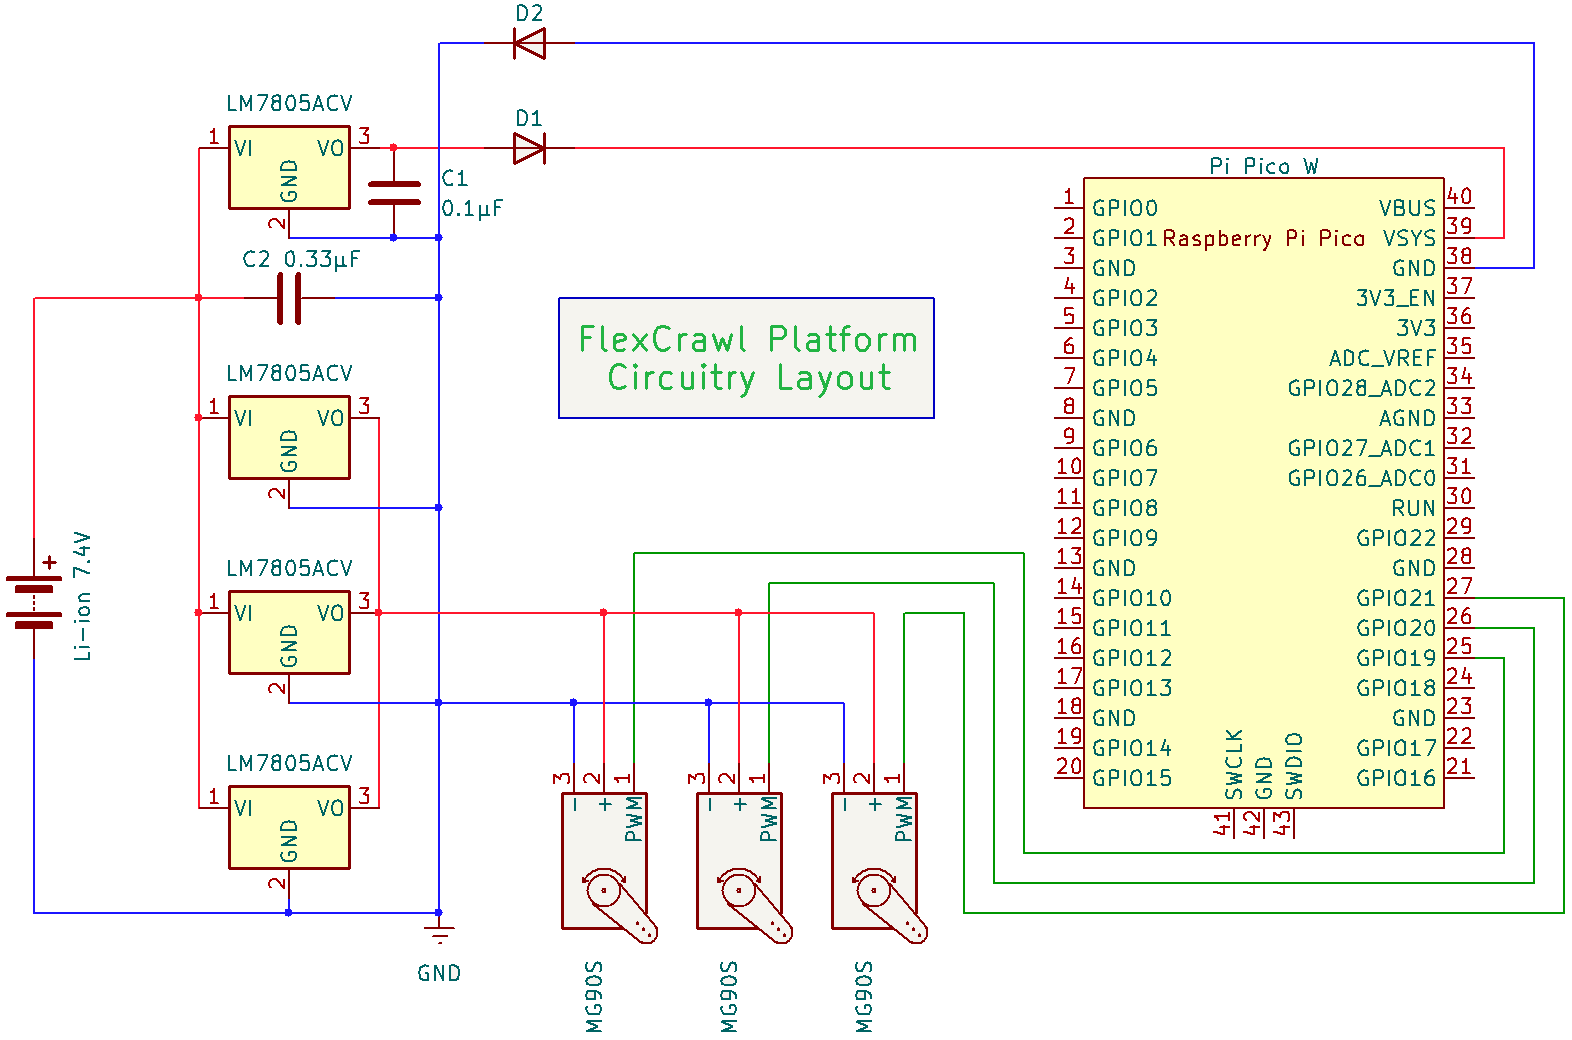 D2
D1
LM7805ACV
1 VI VO 3
GND
2
C1
0.1µF
C2 0.33µF
LM7805ACV
1 VI VO 3
GND
2
LM7805ACV
1 VI VO 3
GND
2
LM7805ACV
1 VI VO 3
GND
2
+
Li-ion 7.4V
GND
FlexCrawl Platform
Circuitry Layout
3 2 1
- + PWM
MG90S
3 2 1
- + PWM
MG90S
3 2 1
- + PWM
MG90S
Pi Pico W
Raspberry Pi Pico
1 GPIO0
2 GPIO1
3 GND
4 GPIO2
5 GPIO3
6 GPIO4
7 GPIO5
8 GND
9 GPIO6
10 GPIO7
11 GPIO8
12 GPIO9
13 GND
14 GPIO10
15 GPIO11
16 GPIO12
17 GPIO13
18 GND
19 GPIO14
20 GPIO15
VBUS 40
VSYS 39
GND 38
3V3_EN 37
3V3 36
ADC_VREF 35
GPIO28_ADC2 34
AGND 33
GPIO27_ADC1 32
GPIO26_ADC0 31
RUN 30
GPIO22 29
GND 28
GPIO21 27
GPIO20 26
GPIO19 25
GPIO18 24
GND 23
GPIO17 22
GPIO16 21
SWCLK 41
GND 42
SWDIO 43